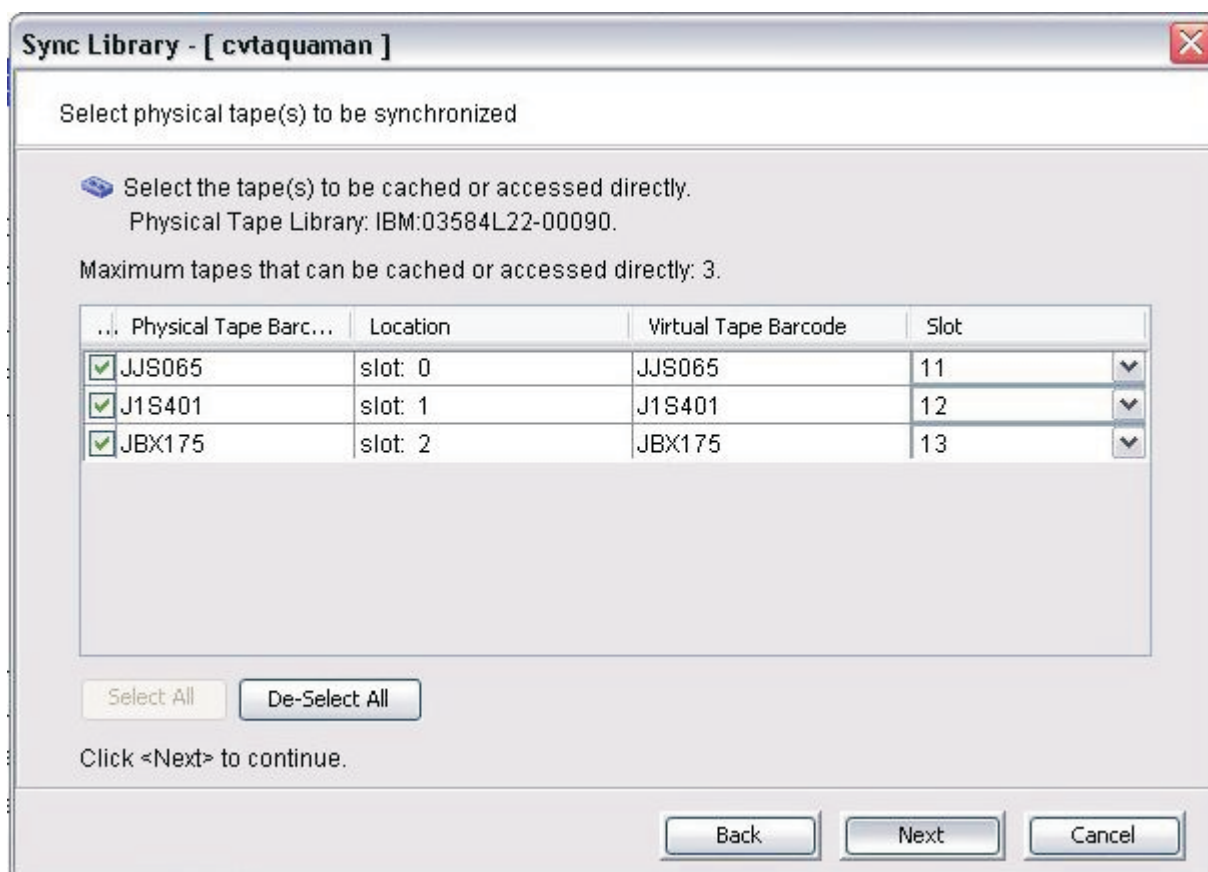 Sync Library - [ cvtaquaman ]
Select physical tape(s) to be synchronized
Select the tape(s) to be cached or accessed directly.
Physical Tape Library: IBM:03584L22-00090.
Maximum tapes that can be cached or accessed directly: 3.
... Physical Tape Barc... Location Virtual Tape Barcode Slot
JJS065 slot: 0 JJS065 11
J1S401 slot: 1 J1S401 12
JBX175 slot: 2 JBX175 13
Select All De-Select All
Click <Next> to continue.
Back Next Cancel